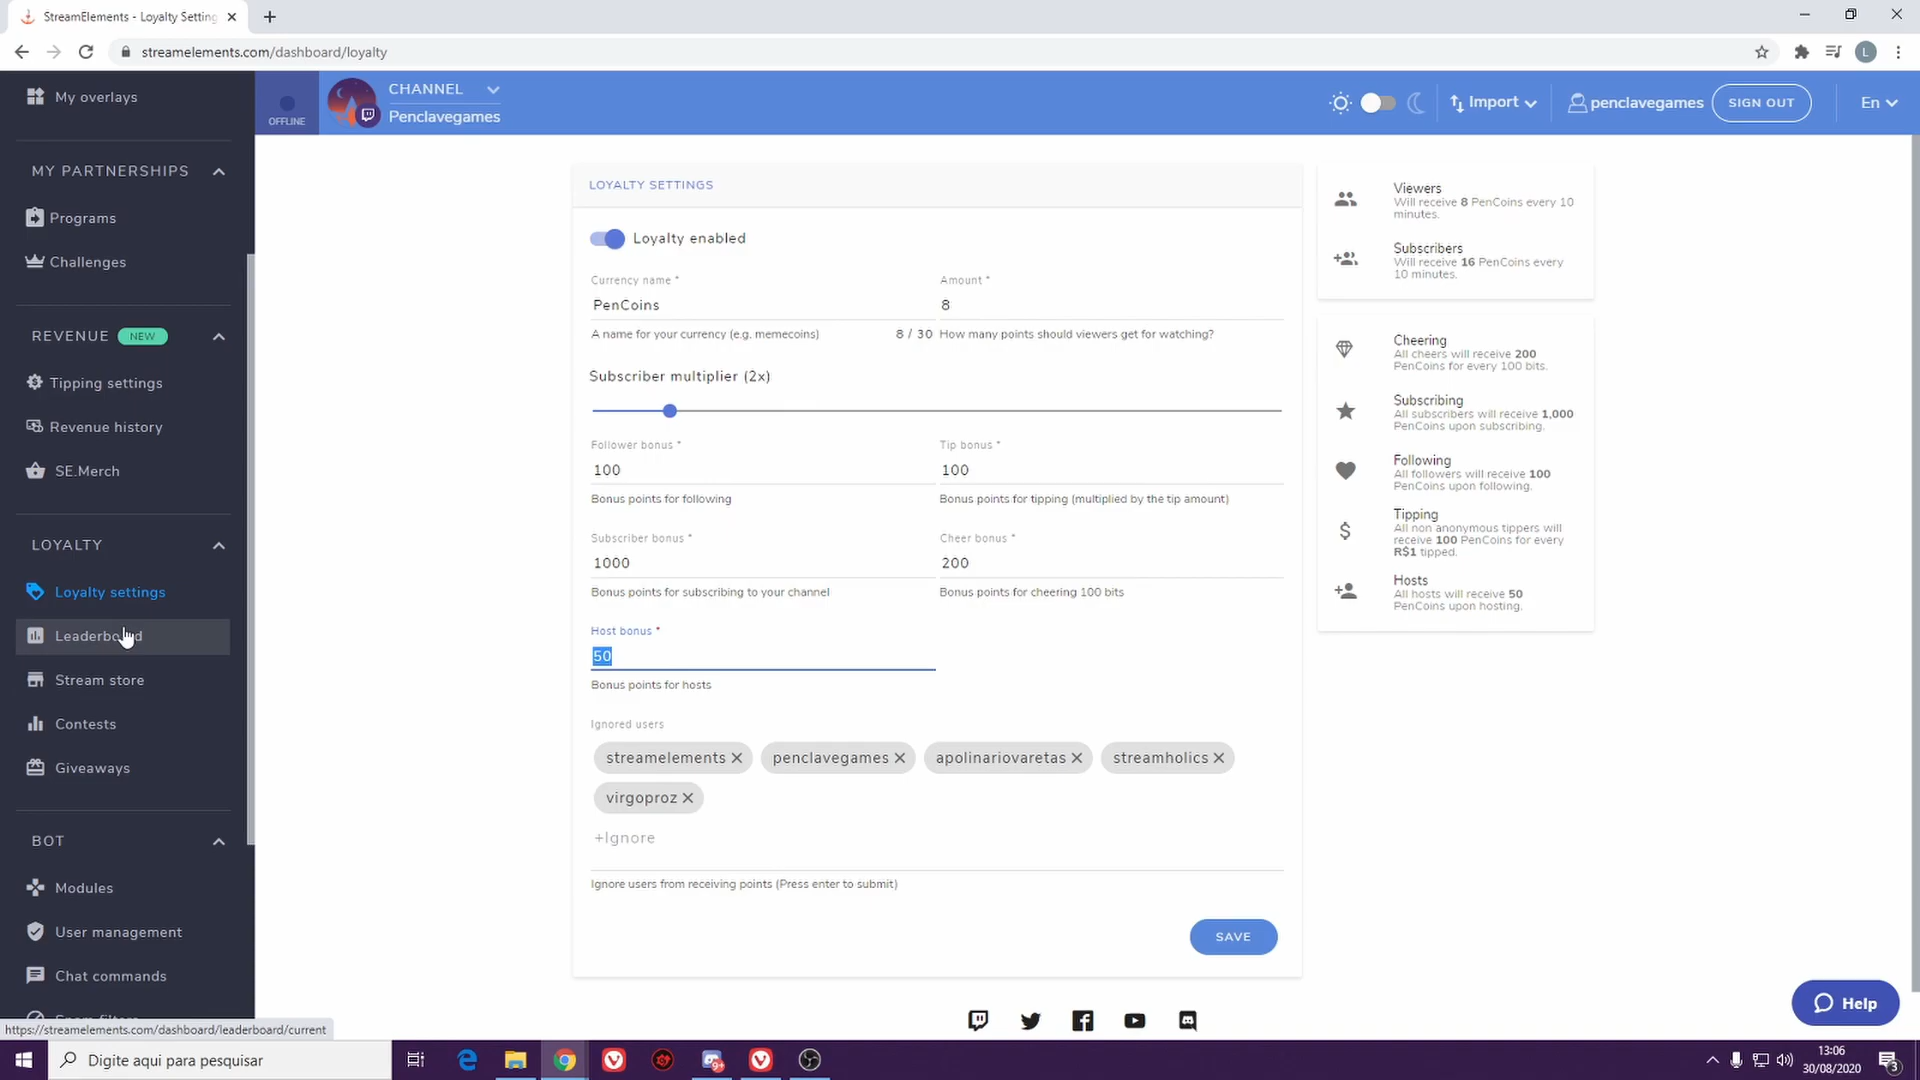 StreamElements - Loyalty Setting
streamelements.com/dashboard/loyalty
L
My overlays
MY PARTNERSHIPS
Programs
Challenges
REVENUE NEW
Tipping settings
Revenue history
SE.Merch
LOYALTY
Loyalty settings
Leaderboard
Stream store
Contests
Giveaways
BOT
Modules
User management
Chat commands
Spam filters
https://streamelements.com/dashboard/leaderboard/current
OFFLINE
CHANNEL
Penclavegames
Import
penclavegames
SIGN OUT
En
LOYALTY SETTINGS
Loyalty enabled
Currency name *
PenCoins
A name for your currency (e.g. memecoins) 8 / 30
Amount *
8
How many points should viewers get for watching?
Subscriber multiplier (2x)
Follower bonus *
100
Bonus points for following
Tip bonus *
100
Bonus points for tipping (multiplied by the tip amount)
Subscriber bonus *
1000
Bonus points for subscribing to your channel
Cheer bonus *
200
Bonus points for cheering 100 bits
Host bonus *
50
Bonus points for hosts
Ignored users
streamelements penclavegames apolinariovaretas streamholics
virgoproz
+Ignore
Ignore users from receiving points (Press enter to submit)
SAVE
Viewers
Will receive 8 PenCoins every 10
minutes.
Subscribers
Will receive 16 PenCoins every
10 minutes.
Cheering
All cheers will receive 200
PenCoins for every 100 bits.
Subscribing
All subscribers will receive 1,000
PenCoins upon subscribing.
Following
All followers will receive 100
PenCoins upon following.
Tipping
All non anonymous tippers will
receive 100 PenCoins for every
R$1 tipped.
Hosts
All hosts will receive 50
PenCoins upon hosting.
Help
Digite aqui para pesquisar
9+
13:06
30/08/2020
3